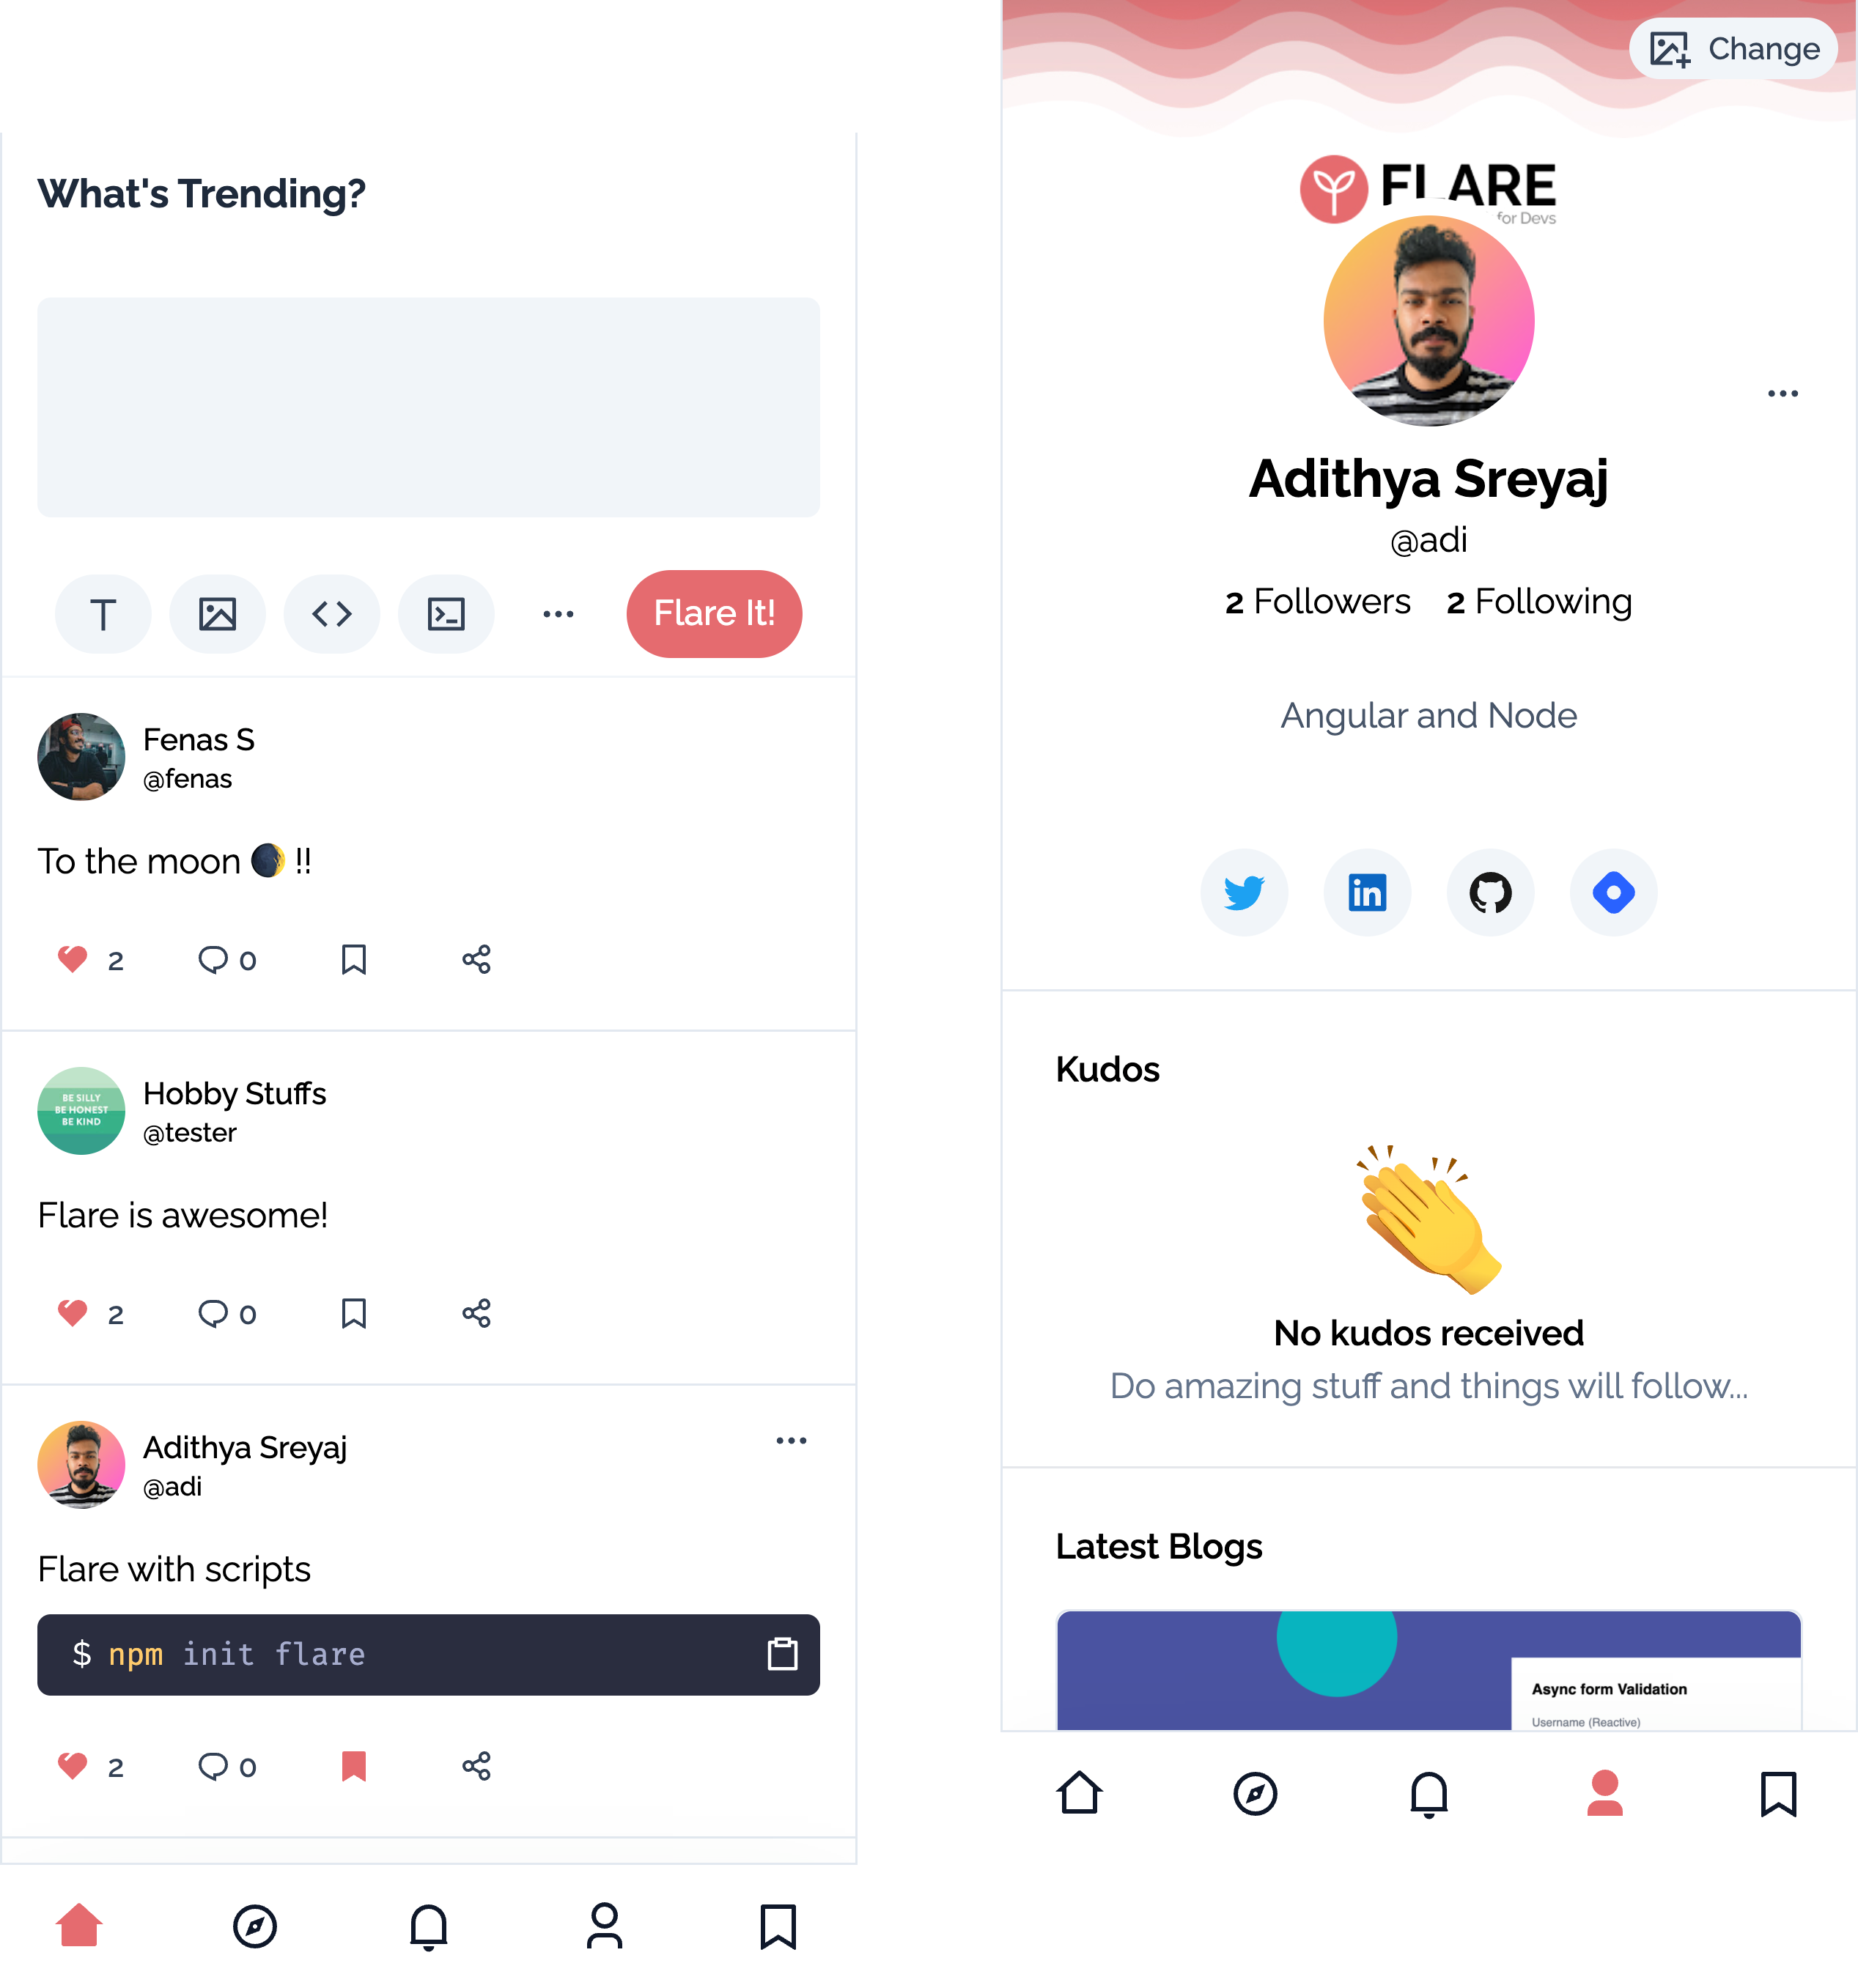 What's Trending?
T
Flare It!
Fenas S
@fenas
To the moon 🌒 !!
2
0
Hobby Stuffs
@tester
BE SILLY
BE HONEST
BE KIND
Flare is awesome!
2
0
Adithya Sreyaj
@adi
Flare with scripts
$ npm init flare
2
0
Change
FLARE
for Devs
Adithya Sreyaj
@adi
2 Followers 2 Following
Angular and Node
in
Kudos
No kudos received
Do amazing stuff and things will follow...
Latest Blogs
Async form Validation
Username (Reactive)